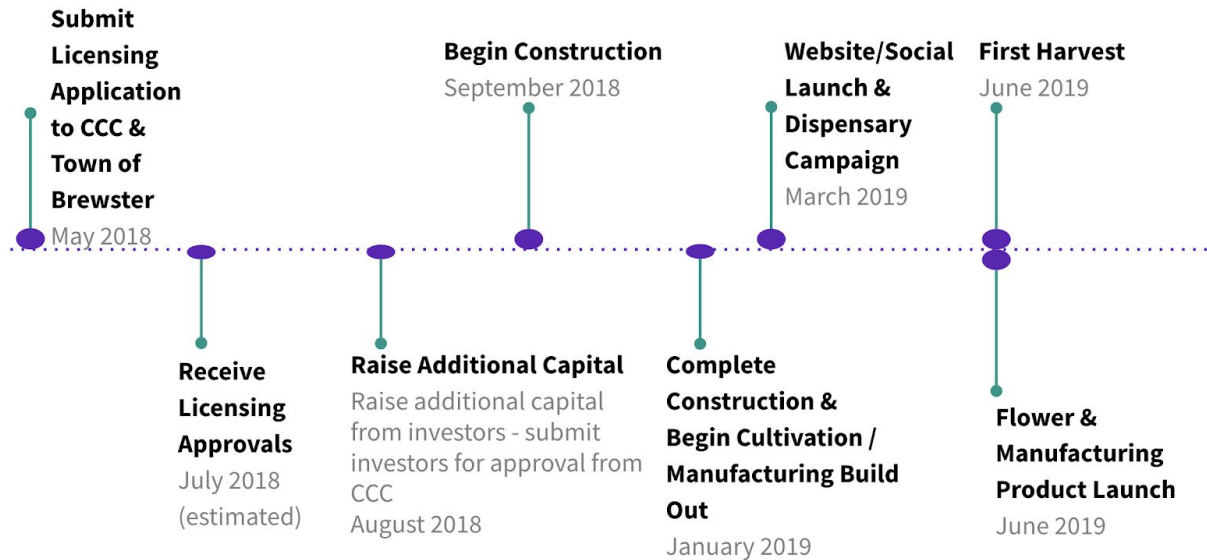 Submit
Licensing
Application
to CCC &
Town of
Brewster
May 2018
Receive
Licensing
Approvals
July 2018
(estimated)
Raise Additional Capital
Raise additional capital
from investors - submit
investors for approval from
CCC
August 2018
Begin Construction
September 2018
Complete
Construction &
Begin Cultivation /
Manufacturing Build
Out
January 2019
Website/Social
Launch &
Dispensary
Campaign
March 2019
First Harvest
June 2019
Flower &
Manufacturing
Product Launch
June 2019